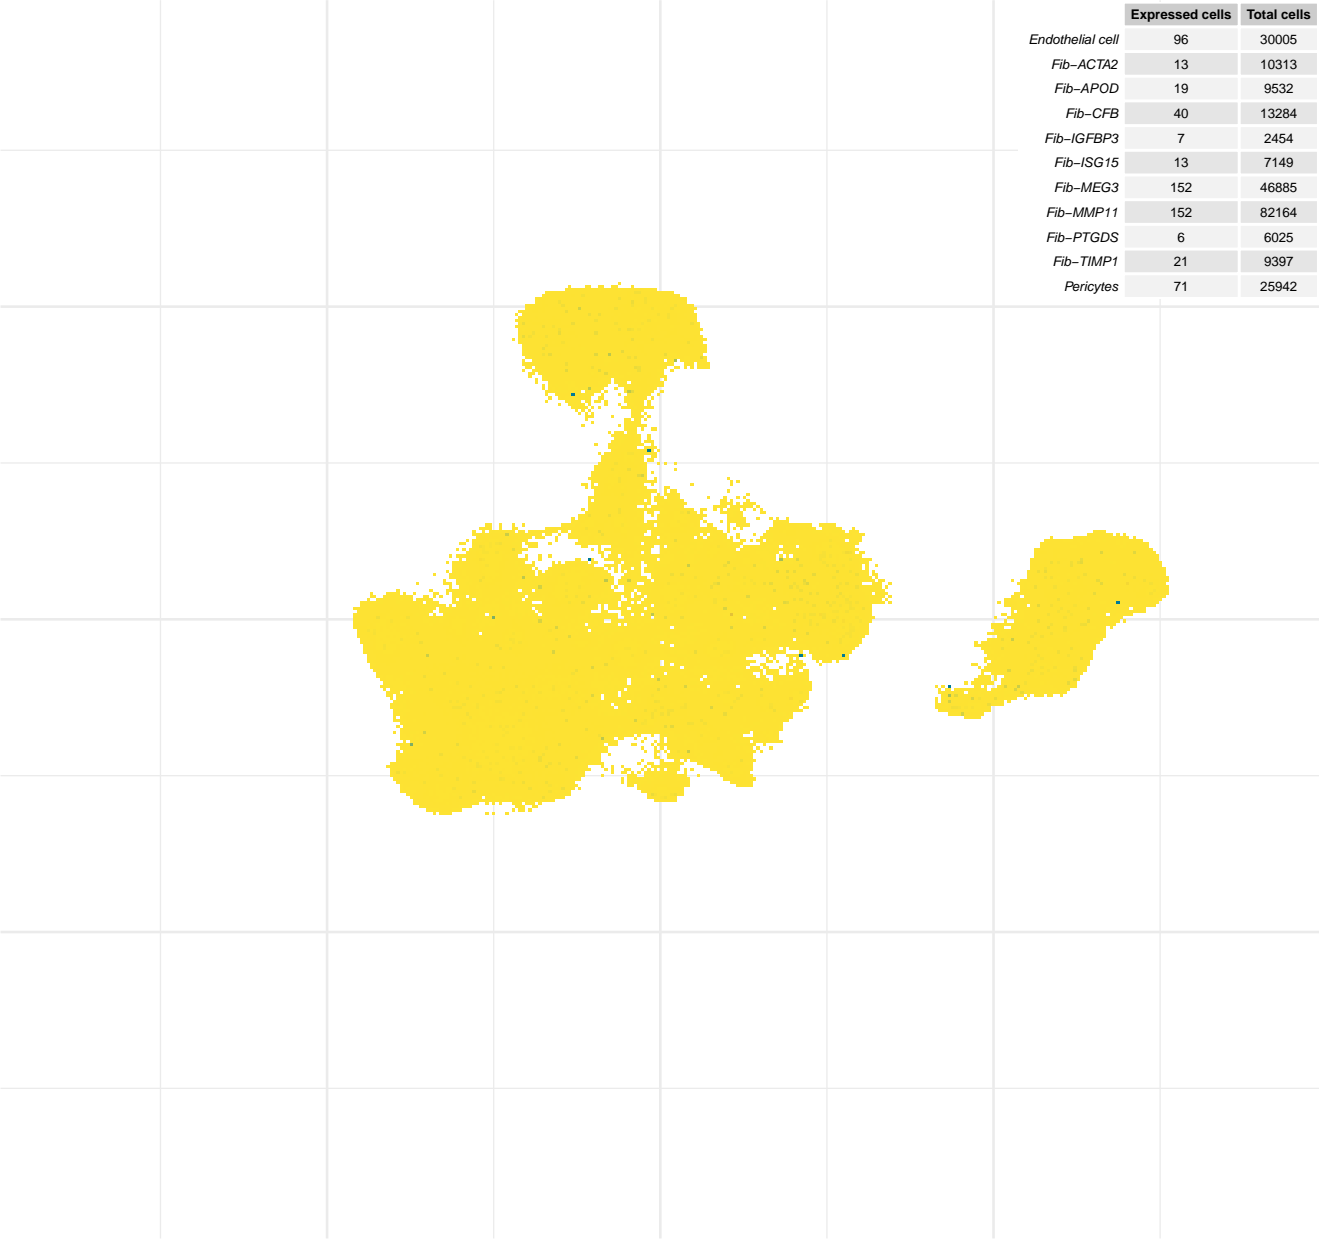 Expressed cells Total cells
Endothelial cell 96 30005
Fib−ACTA2 13 10313
Fib−APOD 19 9532
Fib−CFB 40 13284
Fib−IGFBP3 7 2454
Fib−ISG15 13 7149
Fib−MEG3 152 46885
Fib−MMP11 152 82164
Fib−PTGDS 6 6025
Fib−TIMP1 21 9397
Pericytes 71 25942